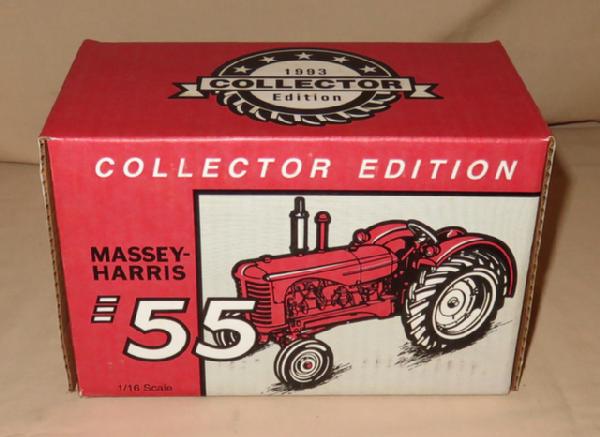 1993
COLLECTOR
Edition
COLLECTOR EDITION
MASSEY-
HARRIS
55
1/16 Scale